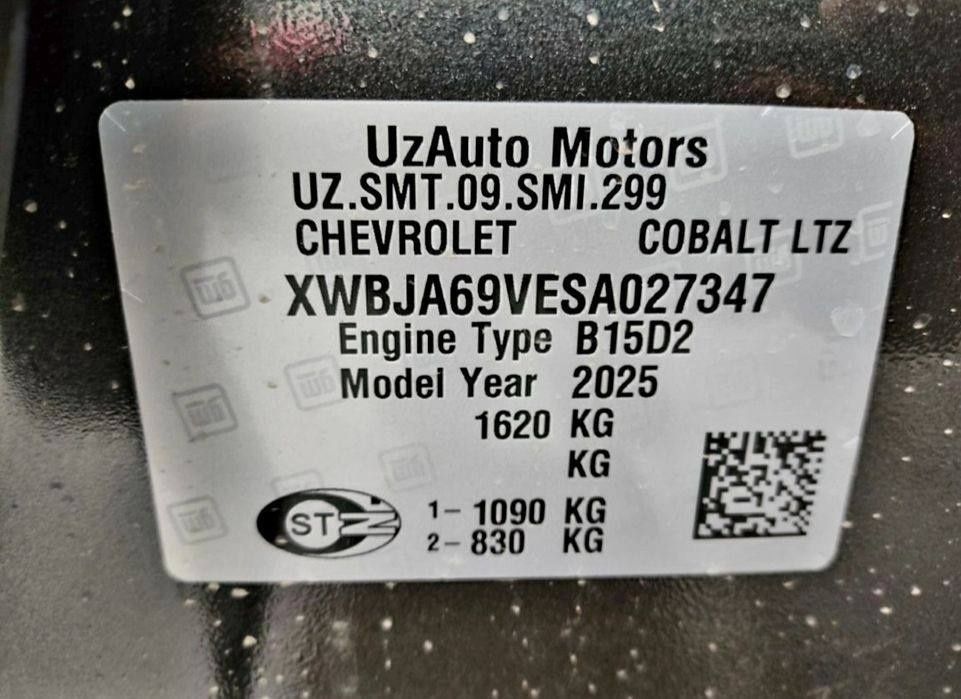 UzAuto Motors
UZ.SMT.09.SMI.299
CHEVROLET COBALT LTZ
XWBJA69VESA027347
Engine Type B15D2
Model Year 2025
1620 KG
KG
1- 1090 KG
2- 830 KG
ST